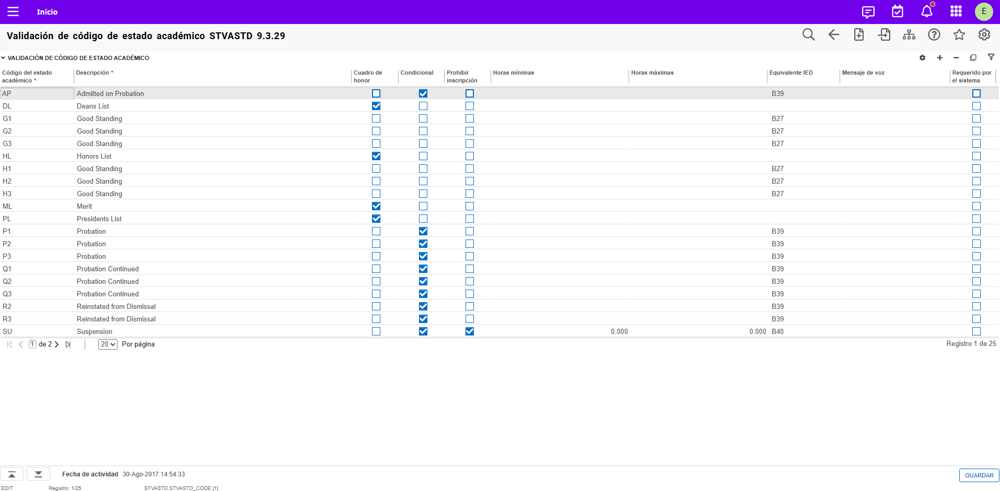 Inicio
E
Validación de código de estado académico STVASTD 9.3.29
VALIDACIÓN DE CÓDIGO DE ESTADO ACADÉMICO
Código del estado académico * Descripción * Cuadro de honor Condicional Prohibir inscripción Horas mínimas Horas máximas Equivalente IED Mensaje de voz Requerido por el sistema
AP Admitted on Probation B39
DL Deans List
G1 Good Standing B27
G2 Good Standing B27
G3 Good Standing B27
HL Honors List
H1 Good Standing B27
H2 Good Standing B27
H3 Good Standing B27
ML Merit
PL Presidents List
P1 Probation B39
P2 Probation B39
P3 Probation B39
Q1 Probation Continued B39
Q2 Probation Continued B39
Q3 Probation Continued B39
R2 Reinstated from Dismissal B39
R3 Reinstated from Dismissal B39
SU Suspension 0.000 0.000 B40
1 de 2 20 Por página Registro 1 de 25
Fecha de actividad 30-Ago-2017 14:54:33
GUARDAR
EDIT Registro: 1/25 STVASTD.STVASTD_CODE [1]